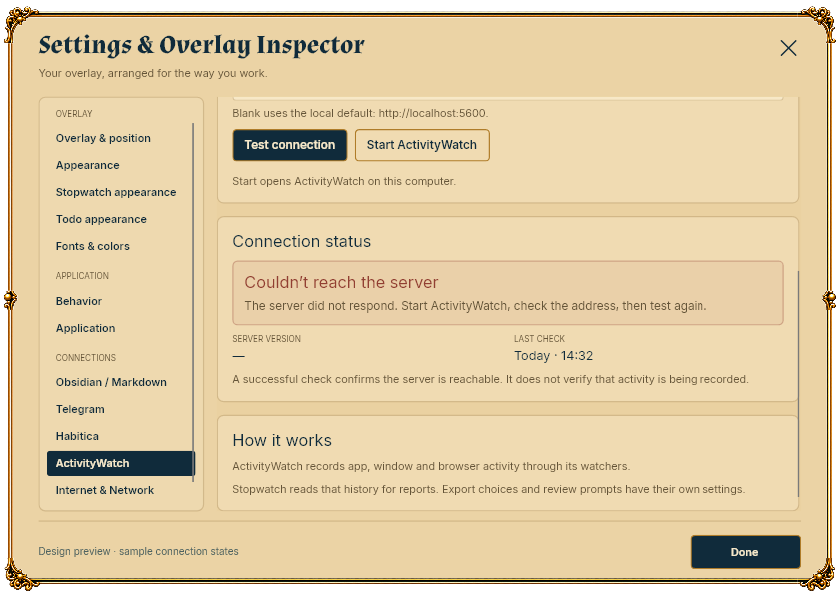 Settings & Overlay Inspector
Your overlay, arranged for the way you work.
OVERLAY
Overlay & position
Appearance
Stopwatch appearance
Todo appearance
Fonts & colors
APPLICATION
Behavior
Application
CONNECTIONS
Obsidian / Markdown
Telegram
Habitica
ActivityWatch
Internet & Network
Blank uses the local default: http://localhost:5600.
Test connection
Start ActivityWatch
Start opens ActivityWatch on this computer.
Connection status
Couldn’t reach the server
The server did not respond. Start ActivityWatch, check the address, then test again.
SERVER VERSION
—
LAST CHECK
Today · 14:32
A successful check confirms the server is reachable. It does not verify that activity is being recorded.
How it works
ActivityWatch records app, window and browser activity through its watchers.
Stopwatch reads that history for reports. Export choices and review prompts have their own settings.
Design preview · sample connection states
Done